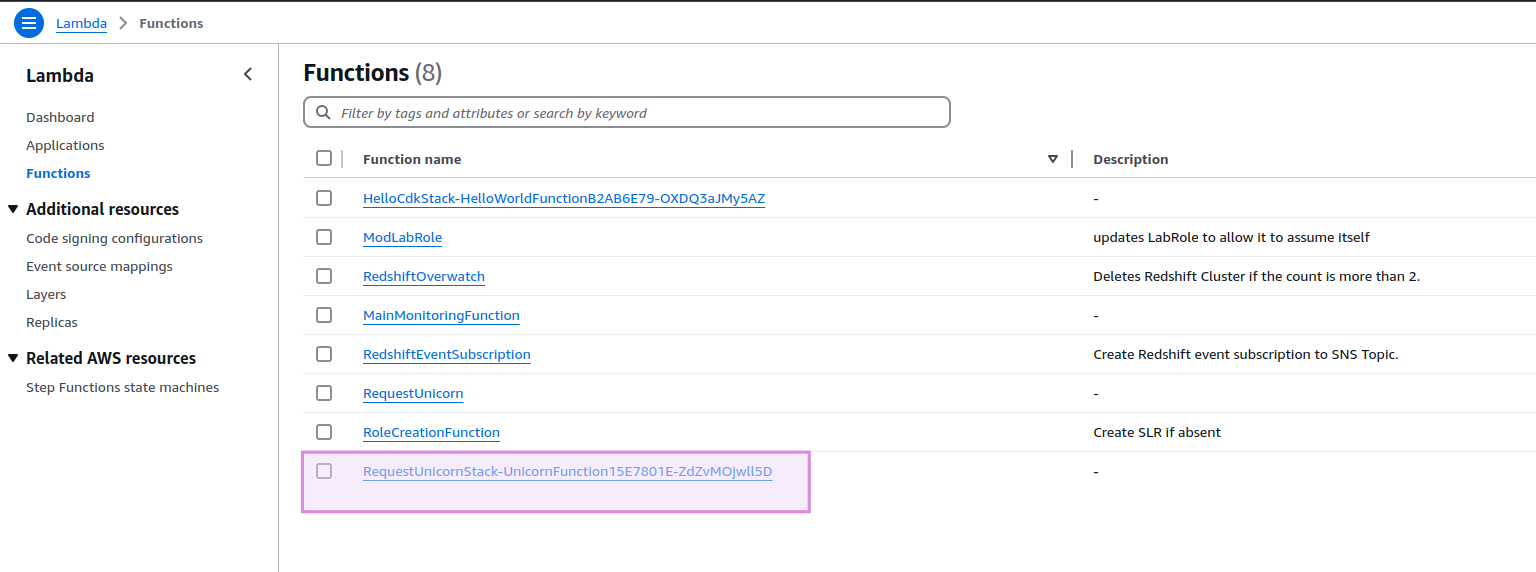 Lambda > Functions
Lambda
Dashboard
Applications
Functions
Additional resources
Code signing configurations
Event source mappings
Layers
Replicas
Related AWS resources
Step Functions state machines
Functions (8)
Filter by tags and attributes or search by keyword
Function name Description
HelloCdkStack-HelloWorldFunctionB2AB6E79-OXDQ3aJMy5AZ -
ModLabRole updates LabRole to allow it to assume itself
RedshiftOverwatch Deletes Redshift Cluster if the count is more than 2.
MainMonitoringFunction -
RedshiftEventSubscription Create Redshift event subscription to SNS Topic.
RequestUnicorn -
RoleCreationFunction Create SLR if absent
RequestUnicornStack-UnicornFunction15E7801E-ZdZvMOjwll5D -